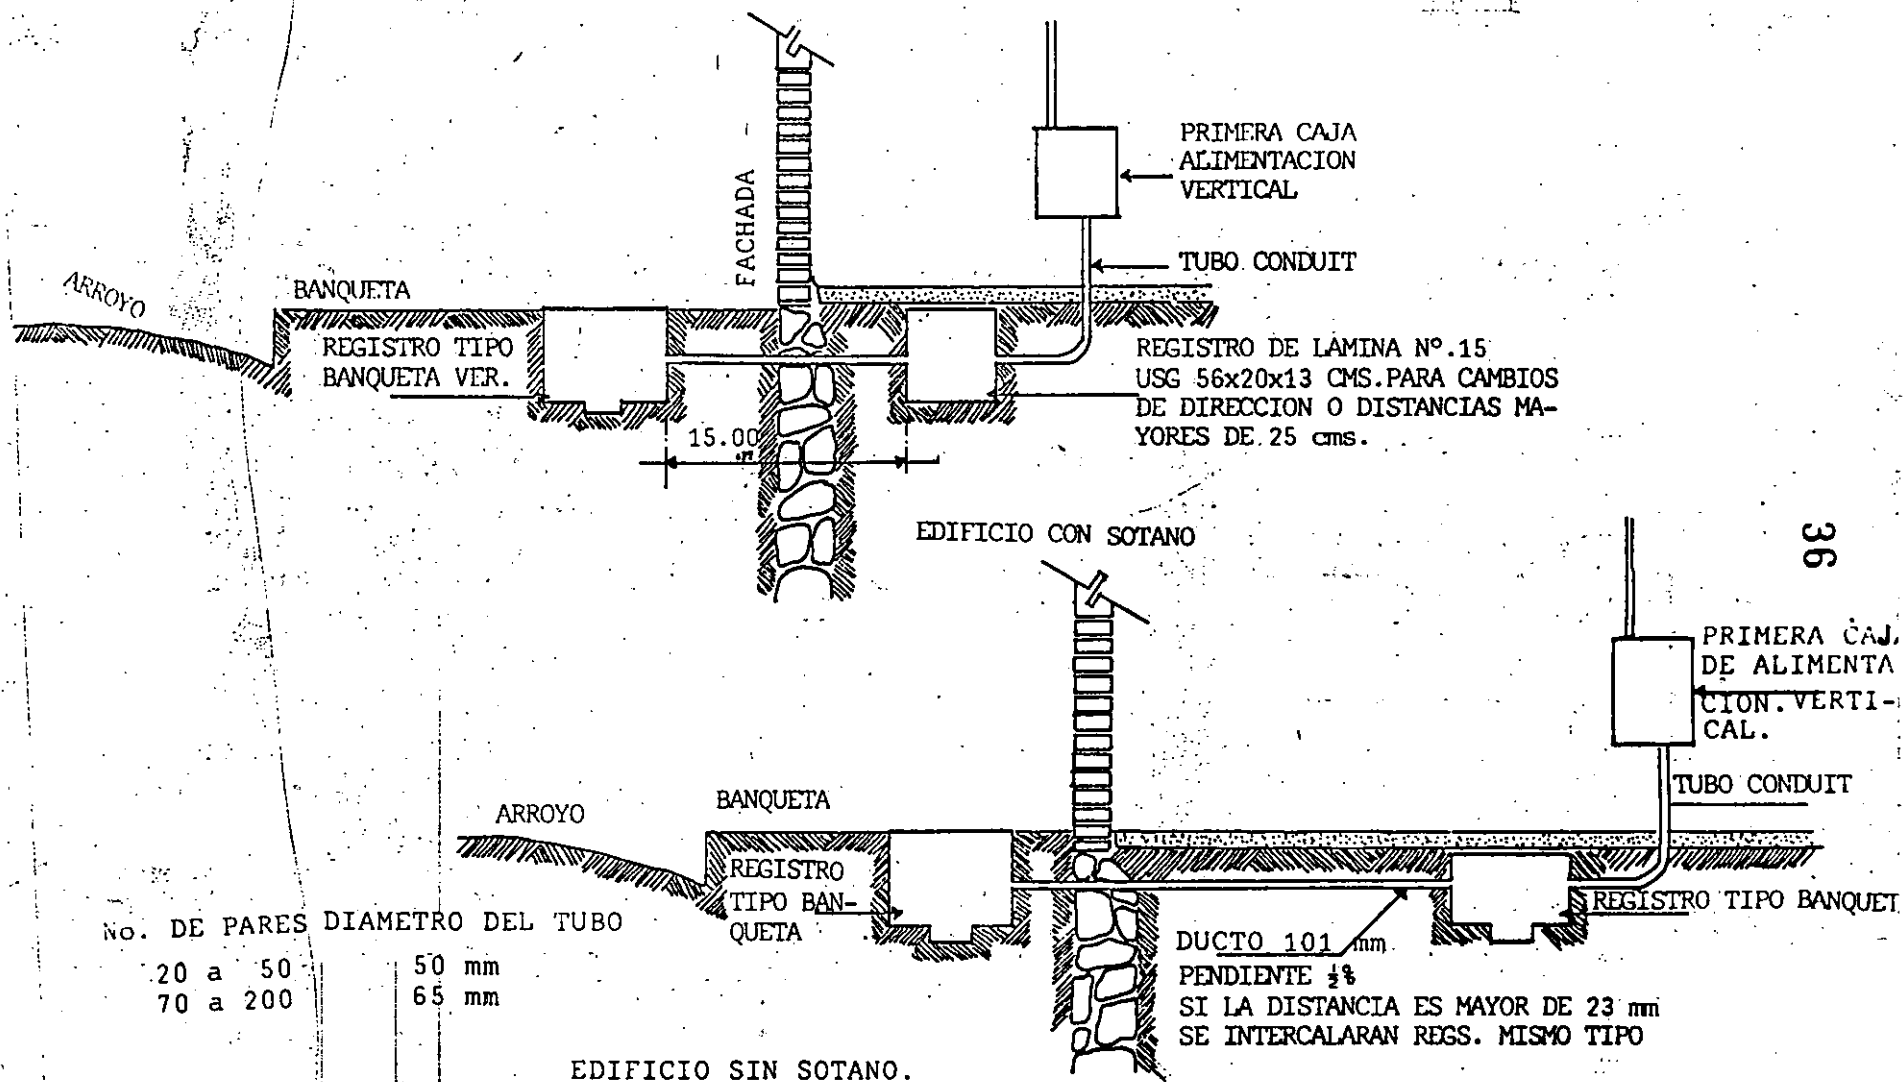 PRIMERA CAJA
ALIMENTACION
VERTICAL
FACHADA
TUBO CONDUIT
ARROYO
BANQUETA
REGISTRO TIPO
BANQUETA VER.
REGISTRO DE LAMINA Nº.15
USG 56x20x13 CMS.PARA CAMBIOS
DE DIRECCION O DISTANCIAS MA-
YORES DE 25 cms.
15.00
m
EDIFICIO CON SOTANO
36
PRIMERA CAJ.
DE ALIMENTA
CION.VERTI-
CAL.
TUBO CONDUIT
ARROYO
BANQUETA
REGISTRO
TIPO BAN-
QUETA
REGISTRO TIPO BANQUET
No. DE PARES DIAMETRO DEL TUBO
20 a 50 50 mm
70 a 200 65 mm
DUCTO 101 mm
PENDIENTE ½%
SI LA DISTANCIA ES MAYOR DE 23 mm
SE INTERCALARAN REGS. MISMO TIPO
EDIFICIO SIN SOTANO.